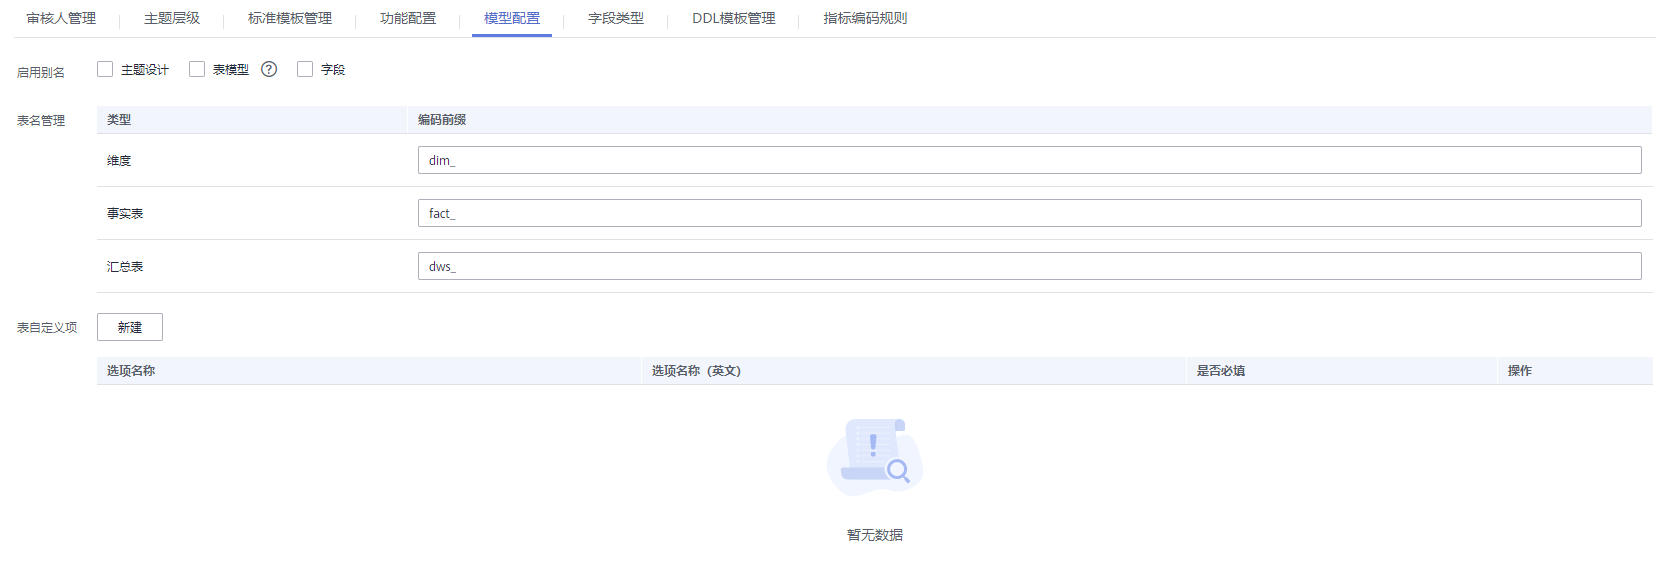 审核人管理 主题层级 标准模板管理 功能配置 模型配置 字段类型 DDL模板管理 指标编码规则
启用别名 主题设计 表模型 ? 字段
表名管理 类型 编码前缀
维度 dim_
事实表 fact_
汇总表 dws_
表自定义项 新建
选项名称 选项名称（英文） 是否必填 操作
暂无数据